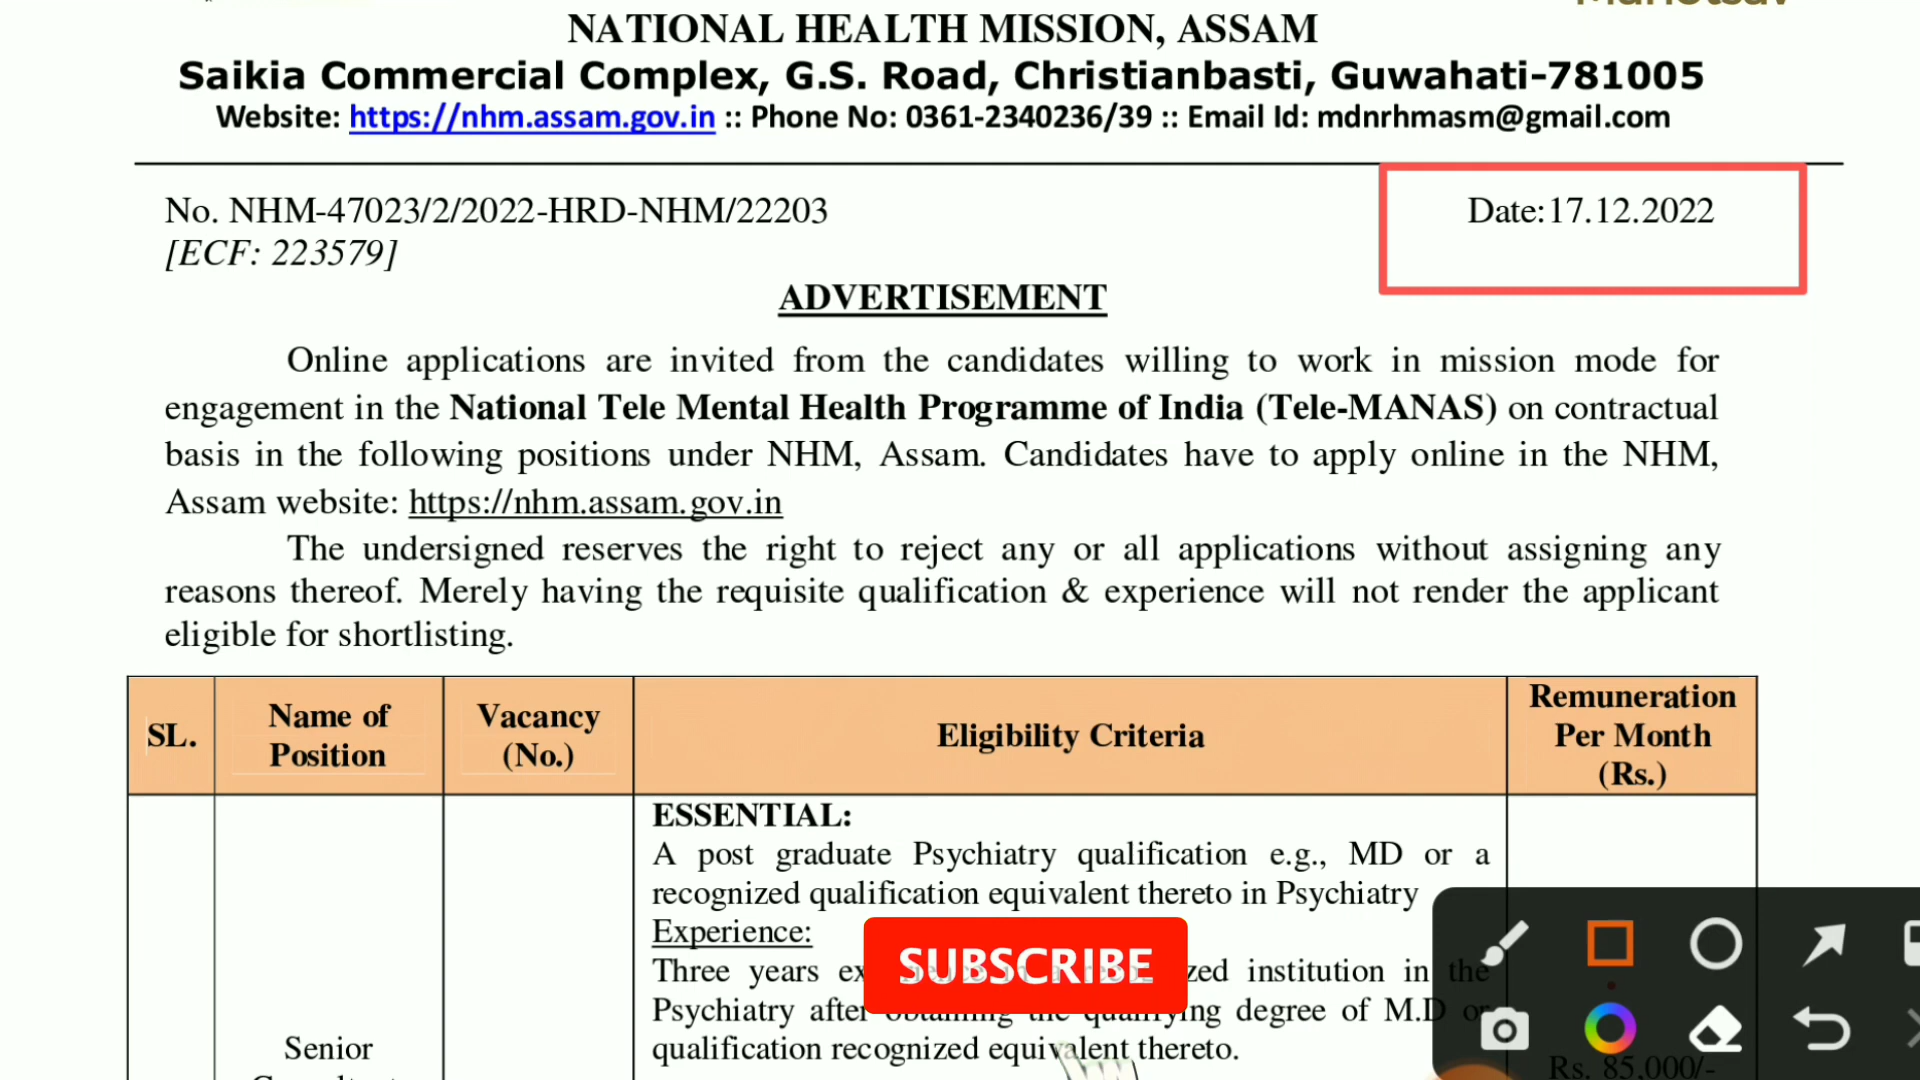 NATIONAL HEALTH MISSION, ASSAM
Saikia Commercial Complex, G.S. Road, Christianbasti, Guwahati-781005
Website: https://nhm.assam.gov.in :: Phone No: 0361-2340236/39 :: Email Id: mdnrhmasm@gmail.com
No. NHM-47023/2/2022-HRD-NHM/22203
Date:17.12.2022
[ECF: 223579]
ADVERTISEMENT
Online applications are invited from the candidates willing to work in mission mode for
engagement in the National Tele Mental Health Programme of India (Tele-MANAS) on contractual
basis in the following positions under NHM, Assam. Candidates have to apply online in the NHM,
Assam website: https://nhm.assam.gov.in
The undersigned reserves the right to reject any or all applications without assigning any
reasons thereof. Merely having the requisite qualification & experience will not render the applicant
eligible for shortlisting.
SL.
Name of
Position
Vacancy
(No.)
Eligibility Criteria
Remuneration
Per Month
(Rs.)
ESSENTIAL:
A post graduate Psychiatry qualification e.g., MD or a
recognized qualification equivalent thereto in Psychiatry
Experience:
Three years institution in the
Psychiatry after obtaining the qualifying degree of M.D or
qualification recognized equivalent thereto.
SUBSCRIBE
Senior
Rs. 85,000/-